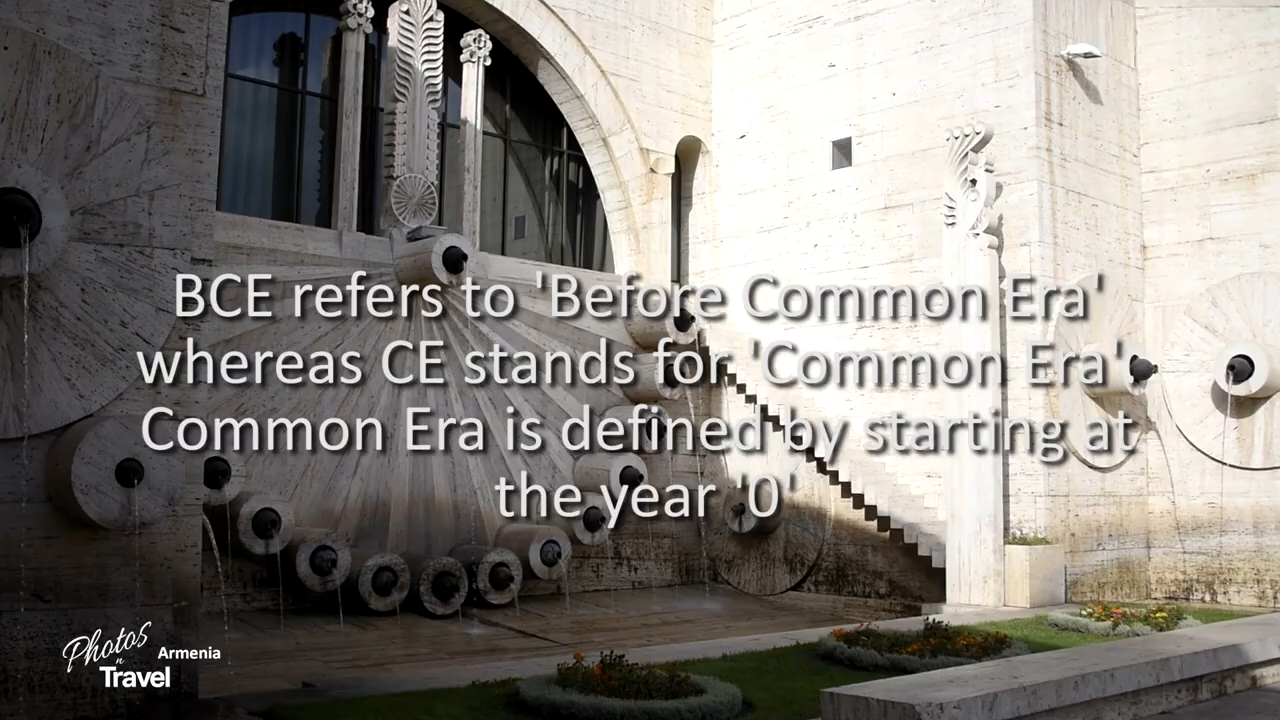 BCE refers to 'Before Common Era'
whereas CE stands for 'Common Era'
Common Era is defined by starting at
the year '0'
Photos
n
Travel
Armenia